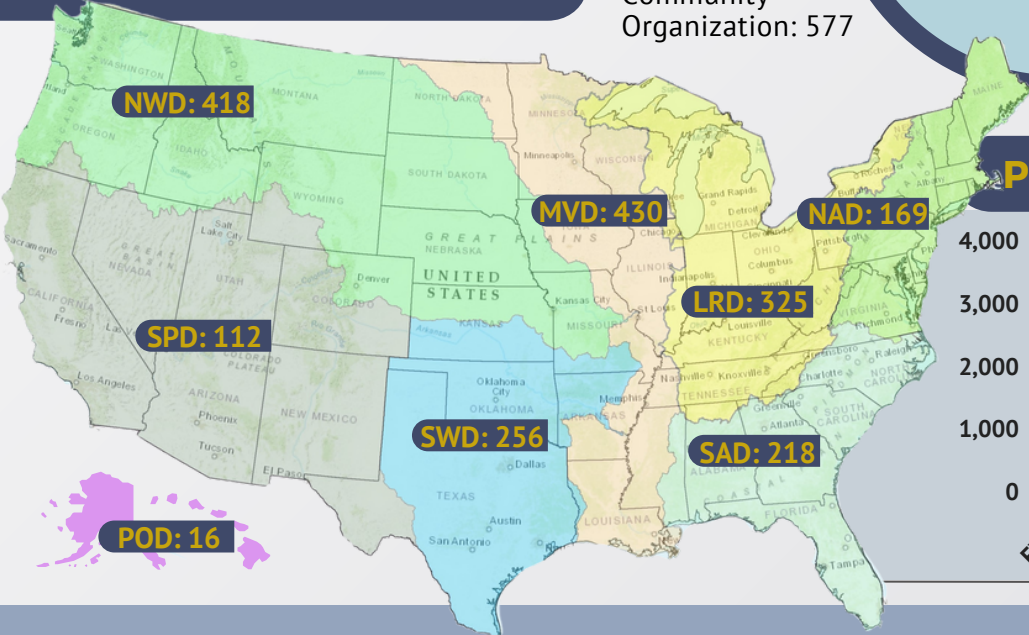 Organization: 577
WASHINGTON
NWD: 418
MONTANA
OREGON
IDAHO
NORTH DAKOTA
MINNESOTA
MAINE
Minneapolis
WISCONSIN
SOUTH DAKOTA
WYOMING
Albany
Grand Rapids
Detroit
MICHIGAN
MVD: 430
NAD: 169
P
4,000
Salt
Lake City
Sacramento
GREAT
BASIN
NEVADA
UTAH
GREAT PLAINS
NEBRASKA
Chicago
Cleveland
OHIO
Columbus
Pittsburgh
UNITED
STATES
Denver
COLORADO
ILLINOIS
Indianapolis
Kansas City
St Louis
LRD: 325
3,000
CALIFORNIA
Fresno
SPD: 112
COLORADO
PLATEAU
Arkansas
KANSAS
MISSOURI
Louisville
KENTUCKY
VIRGINIA
Richmond
Greensboro
Raleigh
2,000
Los Angeles
ARIZONA
Phoenix
Tucson
NEW MEXICO
El Paso
Oklahoma
City
OKLAHOMA
Memphis
ARKANSAS
Nashville
Knoxville
TENNESSEE
Charlotte
NORTH
CAROLINA
Greenville
SOUTH
CAROLINA
Atlanta
1,000
SWD: 256
Dallas
SAD: 218
ALABAMA
COASTAL
TEXAS
Austin
San Antonio
LOUISIANA
FLORIDA
Tampa
0
POD: 16